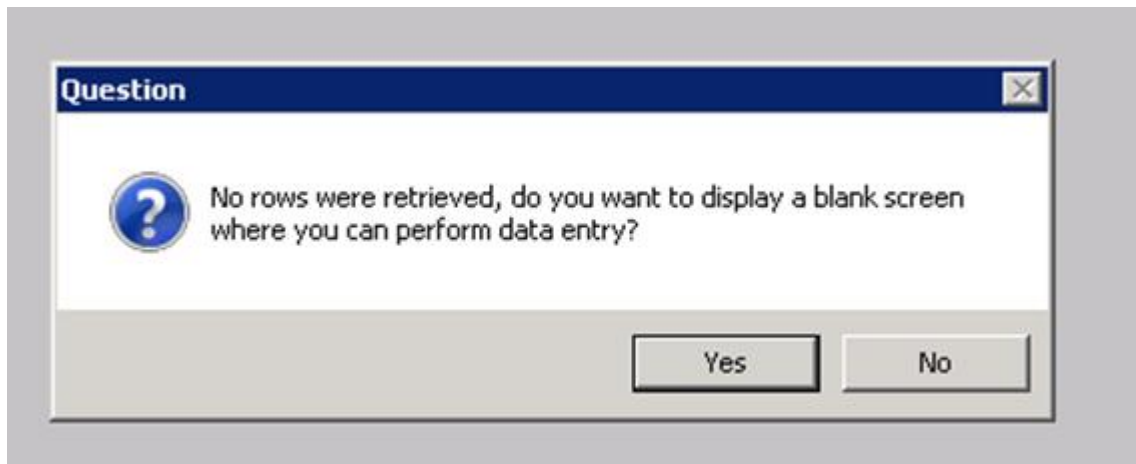 Question
No rows were retrieved, do you want to display a blank screen
where you can perform data entry?
Yes
No